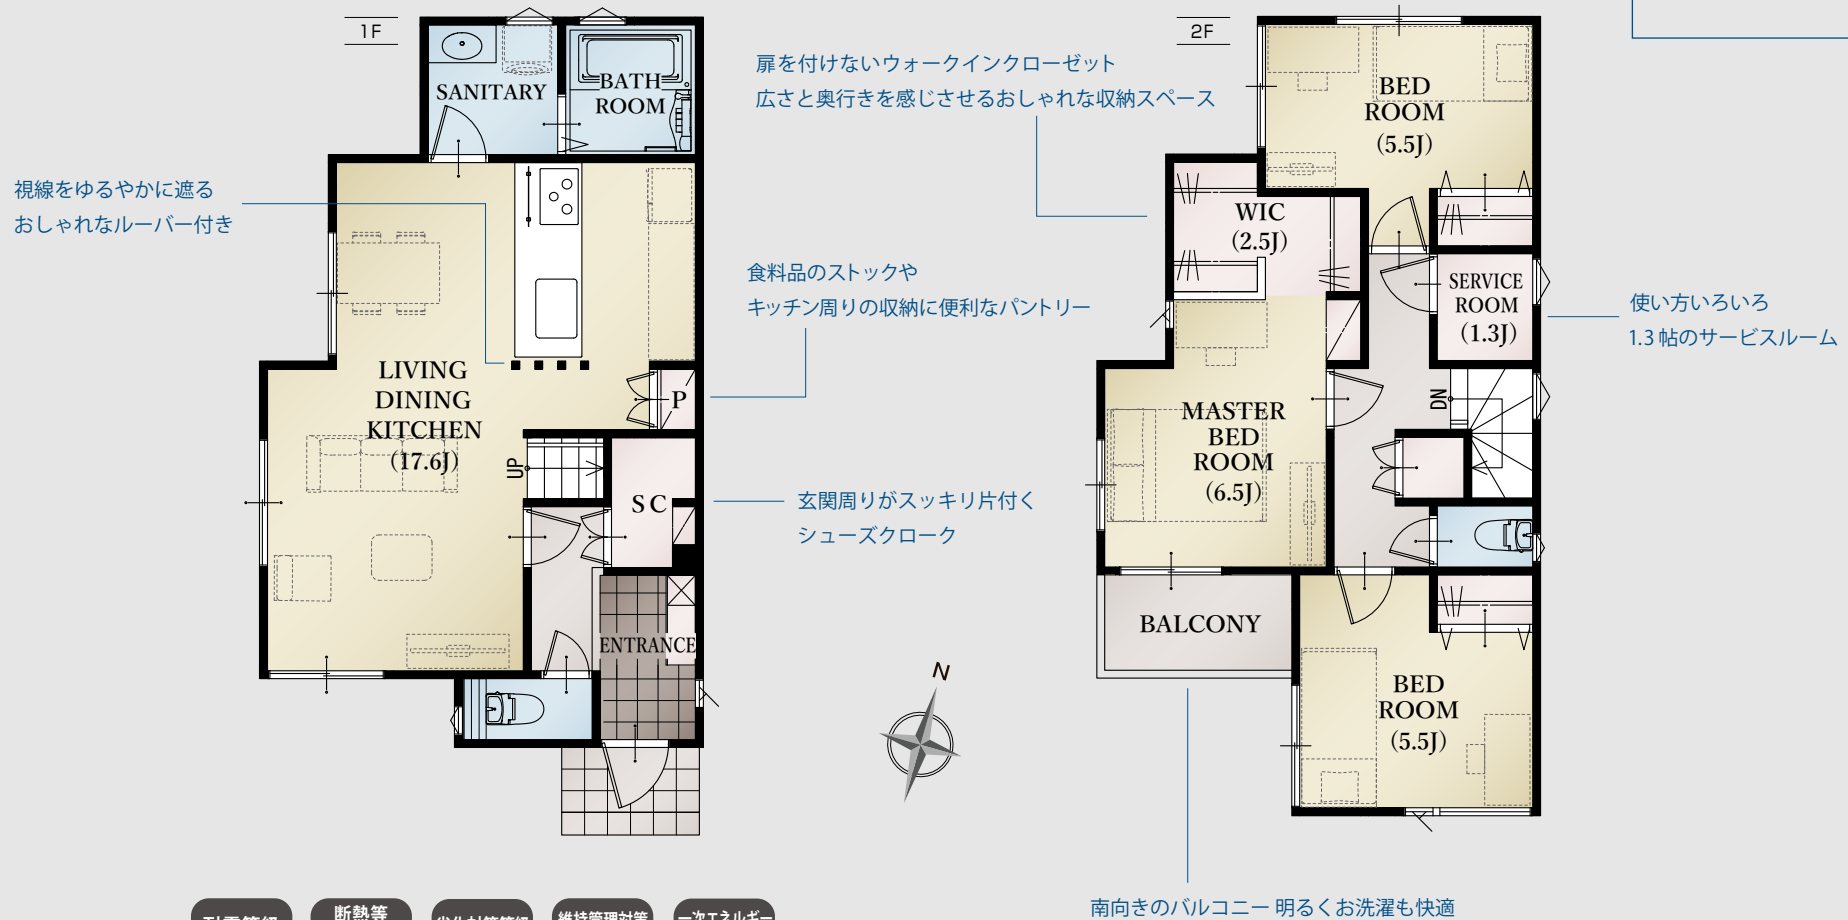 1F
SANITARY
BATH
ROOM
視線をゆるやかに遮る
おしゃれなルーバー付き
LIVING
DINING
KITCHEN
(17.6J)
P
UP
SC
ENTRANCE
食料品のストックや
キッチン周りの収納に便利なパントリー
玄関周りがスッキリ片付く
シューズクローク
N
2F
扉を付けないウォークインクローゼット
広さと奥行きを感じさせるおしゃれな収納スペース
BED
ROOM
(5.5J)
WIC
(2.5J)
SERVICE
ROOM
(1.3J)
使い方いろいろ
1.3帖のサービスルーム
DN
MASTER
BED
ROOM
(6.5J)
BALCONY
BED
ROOM
(5.5J)
南向きのバルコニー 明るくお洗濯も快適
断熱等